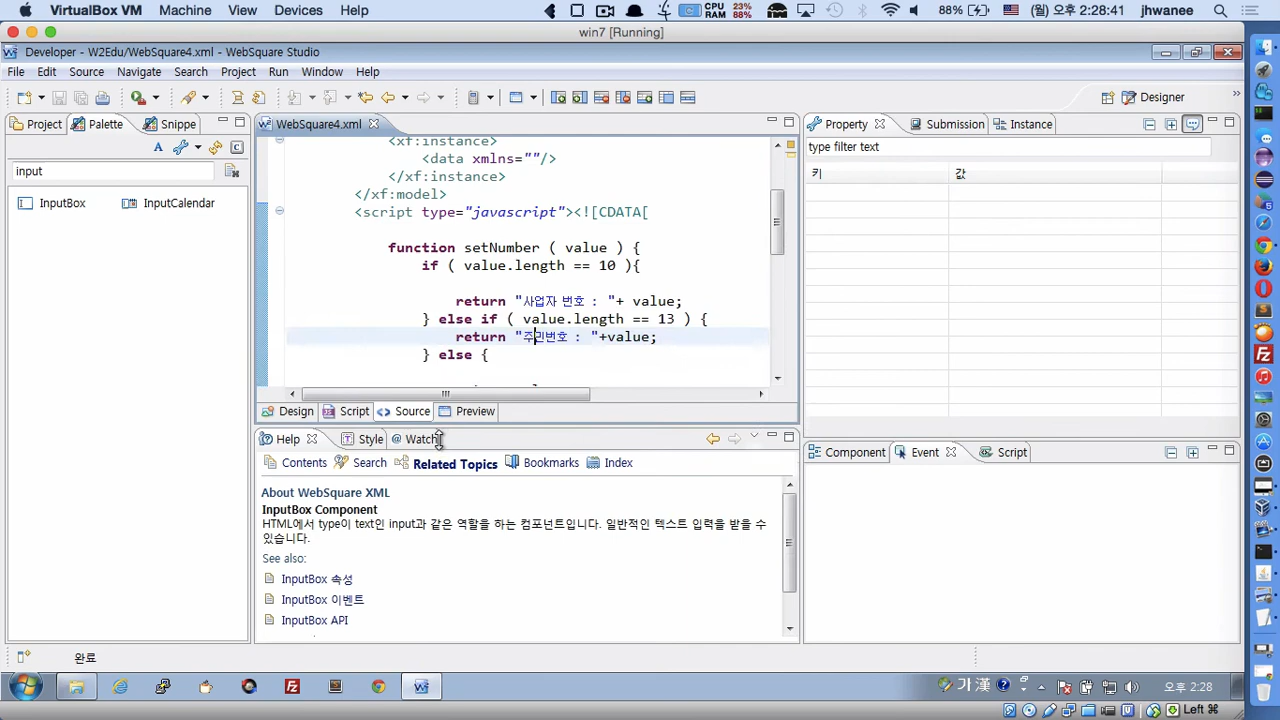 VirtualBox VM Machine View Devices Help CPU 23% RAM 88% 88% (월) 오후 2:28:41 jhwanee
win7 [Running]
Developer - W2Edu/WebSquare4.xml - WebSquare Studio
File Edit Source Navigate Search Project Run Window Help
Designer
Project Palette Snippe
WebSquare4.xml
Property Submission Instance
input
type filter text
키 값
InputBox InputCalendar
<xf:instance>
<data xmlns=""/>
</xf:instance>
</xf:model>
<script type="javascript"><![CDATA[
function setNumber ( value ) {
if ( value.length == 10 ){
return "사업자 번호 : "+ value;
} else if ( value.length == 13 ) {
return "주민번호 : "+value;
} else {
Design Script Source Preview
Help Style Watch
Contents Search Related Topics Bookmarks Index
About WebSquare XML
InputBox Component
HTML에서 type이 text인 input과 같은 역할을 하는 컴포넌트입니다. 일반적인 텍스트 입력을 받을 수
있습니다.
See also:
InputBox 속성
InputBox 이벤트
InputBox API
Component Event Script
완료
가 漢 오후 2:28
Left ⌘